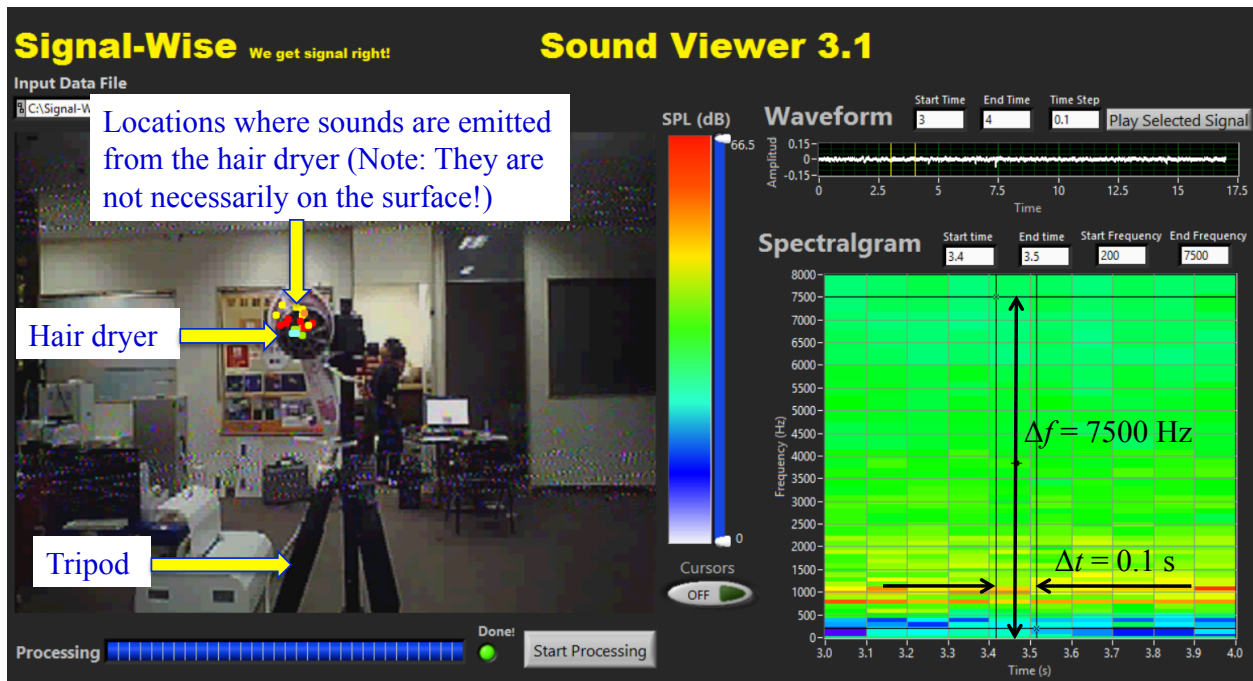 Signal-Wise We get signal right!
Sound Viewer 3.1
Input Data File
C:\Signal-W
Locations where sounds are emitted
from the hair dryer (Note: They are
not necessarily on the surface!)
Hair dryer
Tripod
Processing
Done!
Start Processing
SPL (dB)
66.5
0
Cursors
OFF
Waveform
Start Time End Time Time Step
3 4 0.1 Play Selected Signal
Amplitud
0.15
0
-0.15
0 2.5 5 7.5 10 12.5 15 17.5
Time
Spectralgram
Start time End time Start Frequency End Frequency
3.4 3.5 200 7500
Frequency (Hz)
8000
7500
7000
6500
6000
5500
5000
4500
4000
3500
3000
2500
2000
1500
1000
500
0
Δf = 7500 Hz
Δt = 0.1 s
3.0 3.1 3.2 3.3 3.4 3.5 3.6 3.7 3.8 3.9 4.0
Time (s)